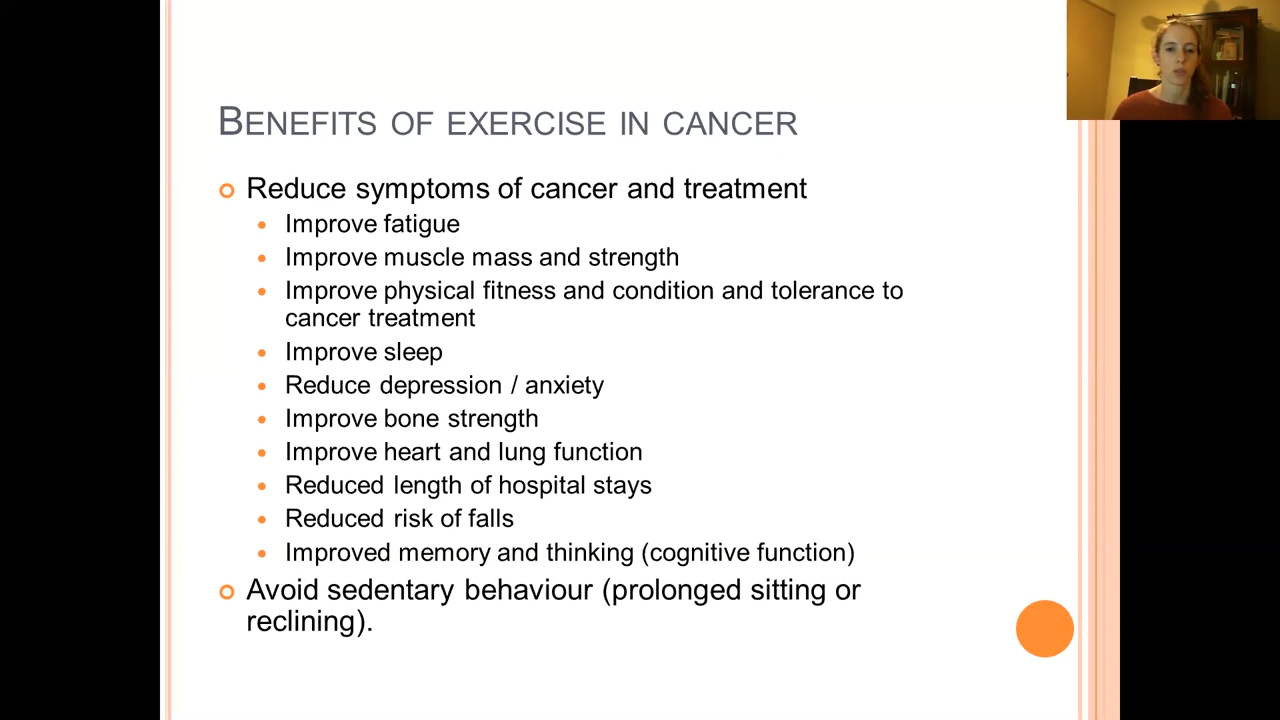 BENEFITS OF EXERCISE IN CANCER
Reduce symptoms of cancer and treatment
Improve fatigue
Improve muscle mass and strength
Improve physical fitness and condition and tolerance to
cancer treatment
Improve sleep
Reduce depression / anxiety
Improve bone strength
Improve heart and lung function
Reduced length of hospital stays
Reduced risk of falls
Improved memory and thinking (cognitive function)
Avoid sedentary behaviour (prolonged sitting or
reclining).